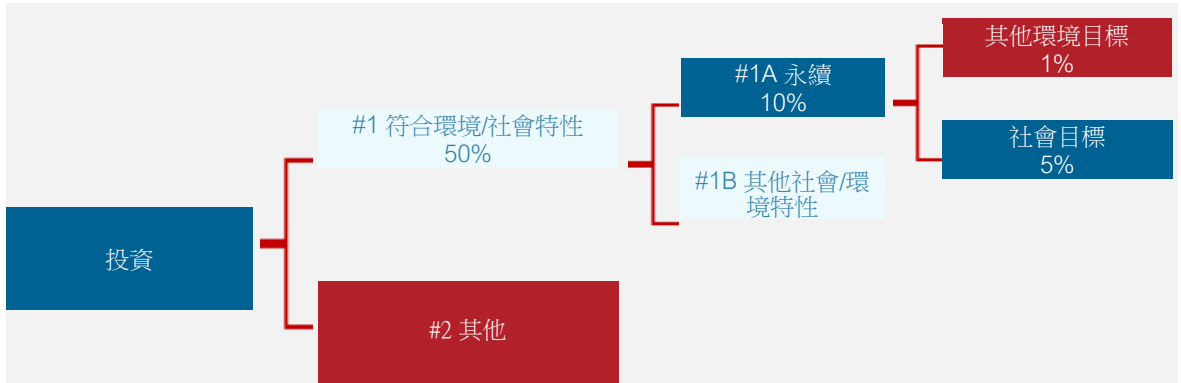 其他環境目標
1%
#1A 永續
10%
#1 符合環境/社會特性
50%
社會目標
5%
#1B 其他社會/環
境特性
投資
#2 其他